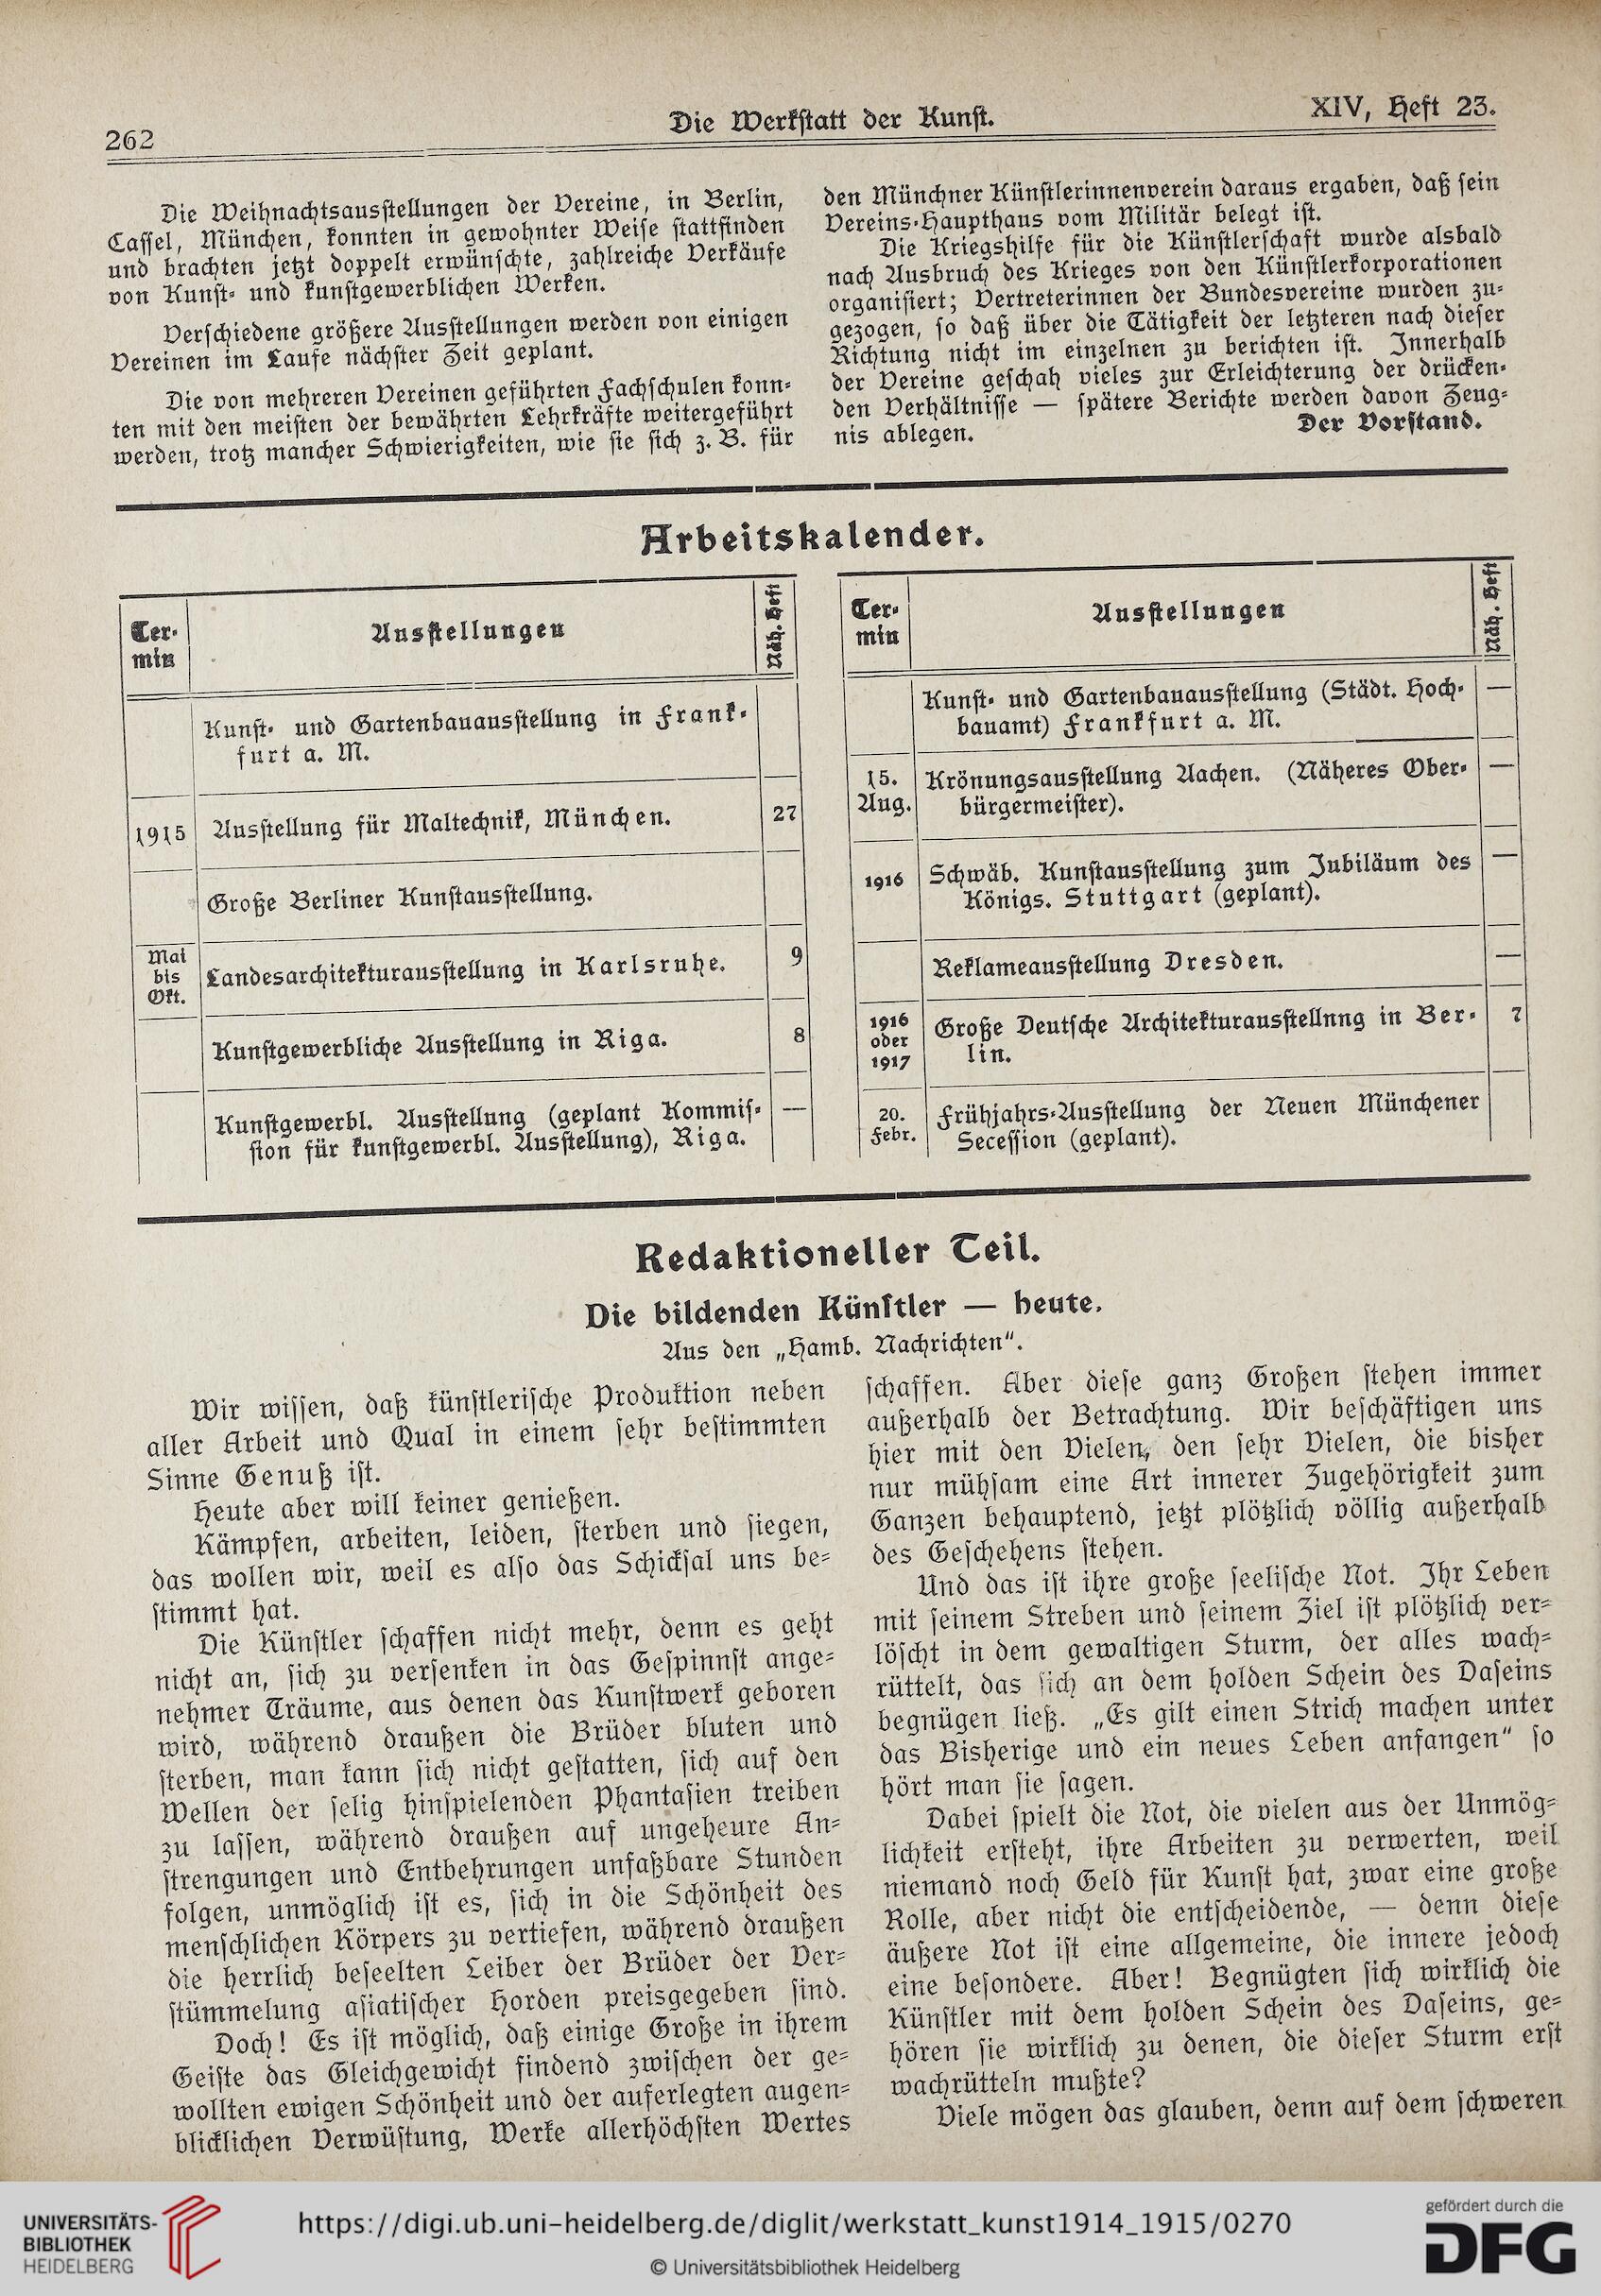 262
Die Werkstatt der Kunst.
XIV, Heft 23.
Die Weihnachtsausstellungen der Vereine, in Berlin,
Cassel, München, konnten in gewohnter Weise stattfinden
und brachten jetzt doppelt erwünschte, zahlreiche Verkäufe
von Kunst- und kunstgewerblichen Werken.
Verschiedene größere Ausstellungen werden von einigen
Vereinen im Laufe nächster Zeit geplant.
Die von mehreren Vereinen geführten Fachschulen konn-
ten mit den meisten der bewährten Lehrkräfte weitergeführt
werden, trotz mancher Schwierigkeiten, wie sie sich z. B. für
den Münchner Künstlerinnenverein daraus ergaben, daß sein
Vereins-Haupthaus vom Militär belegt ist.
Die Kriegshilfe für die Künstlerschaft wurde alsbald
nach Ausbruch des Krieges von den Künstlerkorporationen
organisiert; Vertreterinnen der Bundesvereine wurden zu-
gezogen, so daß über die Tätigkeit der letzteren nach dieser
Richtung nicht im einzelnen zu berichten ist. Innerhalb
der Vereine geschah vieles zur Erleichterung der drücken-
den Verhältnisse — spätere Berichte werden davon Zeug-
nis ablegen.
Der Vorstand.
Arbeitskalender.
Ter-
min
Ausstellungen
Näh. Heft
Kunst- und Gartenbauausstellung in Frank-
furt a. M.
1915 Ausstellung für Maltechnik, München. 27
Große Berliner Kunstausstellung.
Mai
bis
Okt.
Landesarchitekturausstellung in Karlsruhe. 9
Kunstgewerbliche Ausstellung in Riga. 8
Kunstgewerbl. Ausstellung (geplant Kommis- —
sion für kunstgewerbl. Ausstellung), Riga.
Ter-
min
Ausstellungen
Näh. Heft
Kunst- und Gartenbauausstellung (Städt. Hoch- —
bauamt) Frankfurt a. M.
15.
Aug.
Krönungsausstellung Aachen. (Näheres Ober- —
bürgermeister).
1916 Schwäb. Kunstausstellung zum Jubiläum des —
Königs. Stuttgart (geplant).
Reklameausstellung Dresden. —
1916
oder
1917
Große Deutsche Architekturausstellnng in Ber- 7
lin.
20.
Febr.
Frühjahrs-Ausstellung der Neuen Münchener
Secession (geplant).
Redaktioneller Teil.
Die bildenden Künstler — heute.
Aus den „Hamb. Nachrichten“.
Wir wissen, daß künstlerische Produktion neben
aller Arbeit und Qual in einem sehr bestimmten
Sinne Genuß ist.
Heute aber will keiner genießen.
Kämpfen, arbeiten, leiden, sterben und siegen,
das wollen wir, weil es also das Schicksal uns be-
stimmt hat.
Die Künstler schaffen nicht mehr, denn es geht
nicht an, sich zu versenken in das Gespinnst ange-
nehmer Träume, aus denen das Kunstwerk geboren
wird, während draußen die Brüder bluten und
sterben, man kann sich nicht gestatten, sich auf den
Wellen der selig hinspielenden Phantasien treiben
zu lassen, während draußen auf ungeheure An-
strengungen und Entbehrungen unfaßbare Stunden
folgen, unmöglich ist es, sich in die Schönheit des
menschlichen Körpers zu vertiefen, während draußen
die herrlich beseelten Leiber der Brüder der Ver-
stümmelung asiatischer Horden preisgegeben sind.
Doch! Es ist möglich, daß einige Große in ihrem
Geiste das Gleichgewicht findend zwischen der ge-
wollten ewigen Schönheit und der auferlegten augen-
blicklichen Verwüstung, Werke allerhöchsten Wertes
schaffen. Aber diese ganz Großen stehen immer
außerhalb der Betrachtung. Wir beschäftigen uns
hier mit den Vielen, den sehr Vielen, die bisher
nur mühsam eine Art innerer Zugehörigkeit zum
Ganzen behauptend, jetzt plötzlich völlig außerhalb
des Geschehens stehen.
Und das ist ihre große seelische Not. Ihr Leben
mit seinem Streben und seinem Ziel ist plötzlich ver-
löscht in dem gewaltigen Sturm, der alles wach-
rüttelt, das sich an dem holden Schein des Daseins
begnügen ließ. „Es gilt einen Strich machen unter
das Bisherige und ein neues Leben anfangen“ so
hört man sie sagen.
Dabei spielt die Not, die vielen aus der Unmög-
lichkeit ersteht, ihre Arbeiten zu verwerten, weil
niemand noch Geld für Kunst hat, zwar eine große
Rolle, aber nicht die entscheidende, — denn diese
äußere Not ist eine allgemeine, die innere jedoch
eine besondere. Aber! Begnügten sich wirklich die
Künstler mit dem holden Schein des Daseins, ge-
hören sie wirklich zu denen, die dieser Sturm erst
wachrütteln mußte?
Viele mögen das glauben, denn auf dem schweren
UNIVERSITÄTS-
BIBLIOTHEK
HEIDELBERG
https://digi.ub.uni-heidelberg.de/diglit/werkstatt_kunst1914_1915/0270
© Universitätsbibliothek Heidelberg
gefördert durch die
DFG